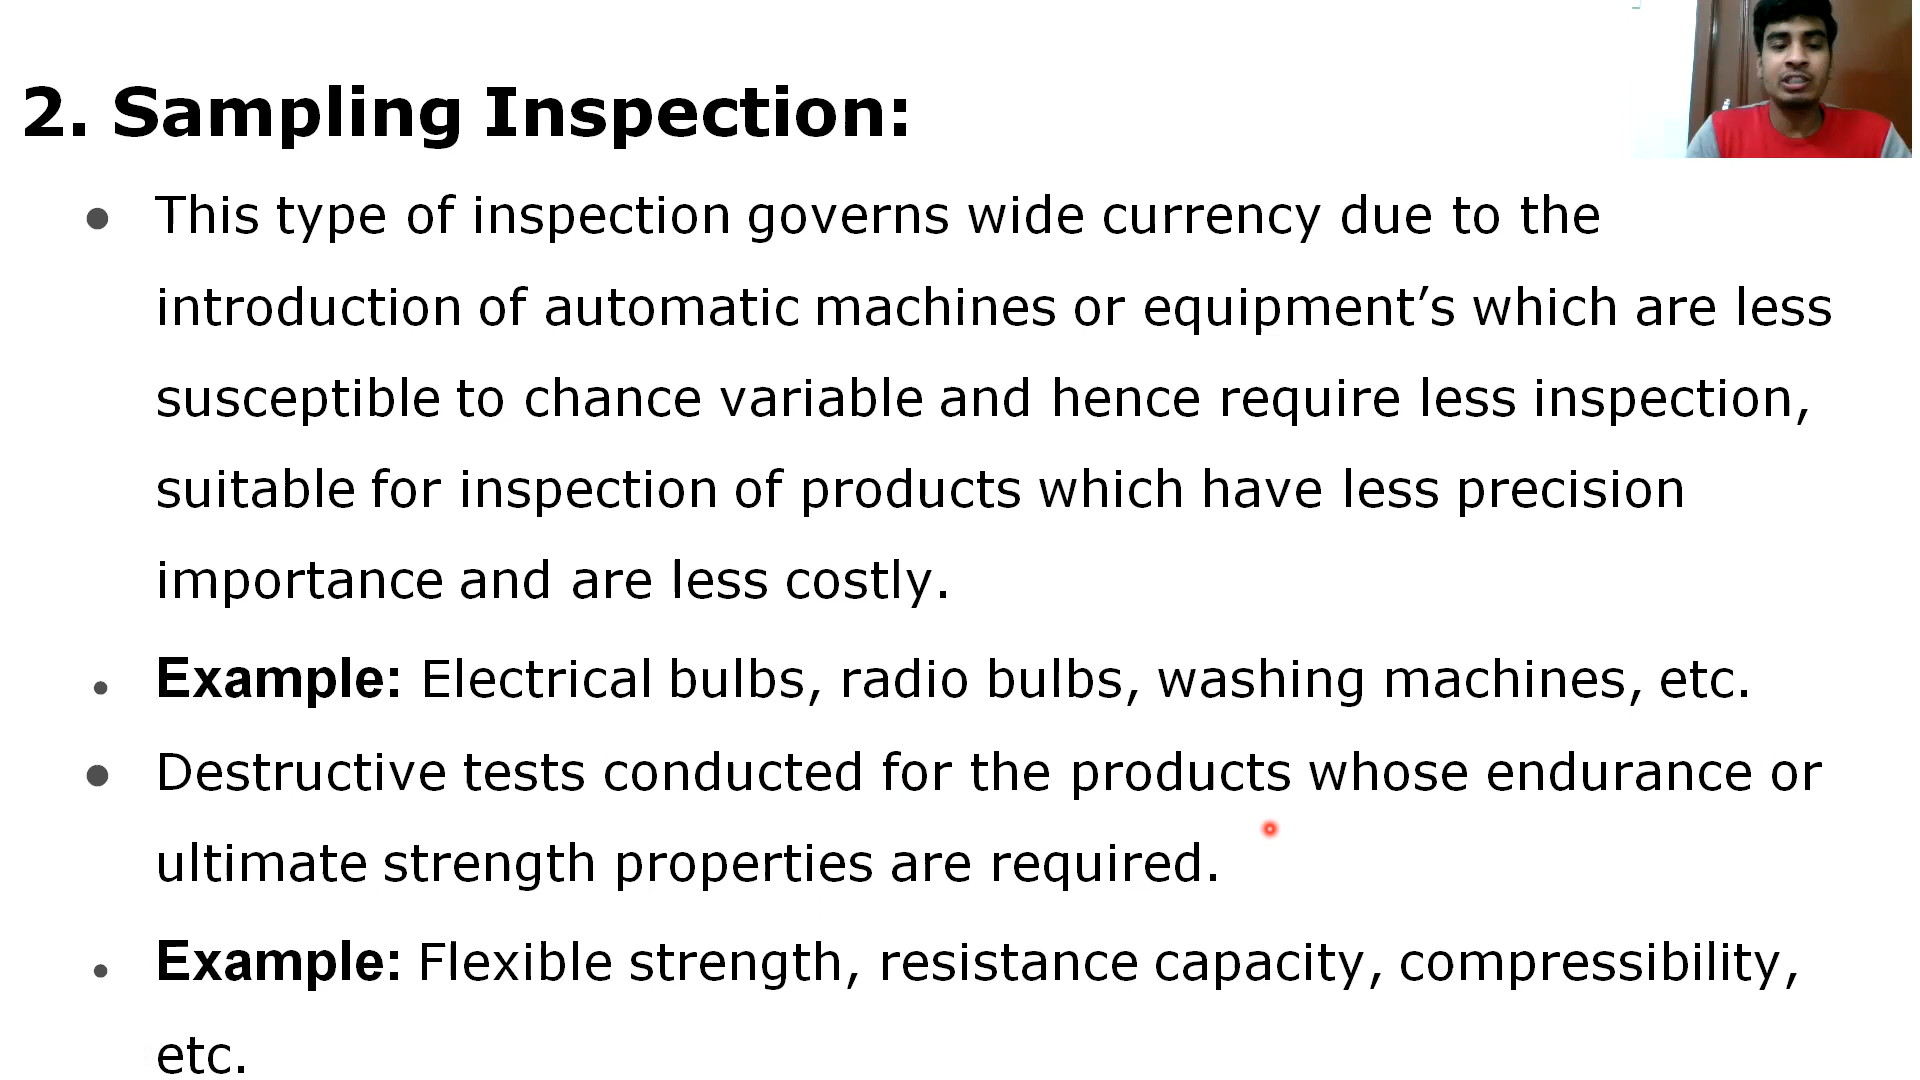 2. Sampling Inspection:
● This type of inspection governs wide currency due to the
introduction of automatic machines or equipment’s which are less
susceptible to chance variable and hence require less inspection,
suitable for inspection of products which have less precision
importance and are less costly.
● Example: Electrical bulbs, radio bulbs, washing machines, etc.
● Destructive tests conducted for the products whose endurance or
ultimate strength properties are required.
● Example: Flexible strength, resistance capacity, compressibility,
etc.